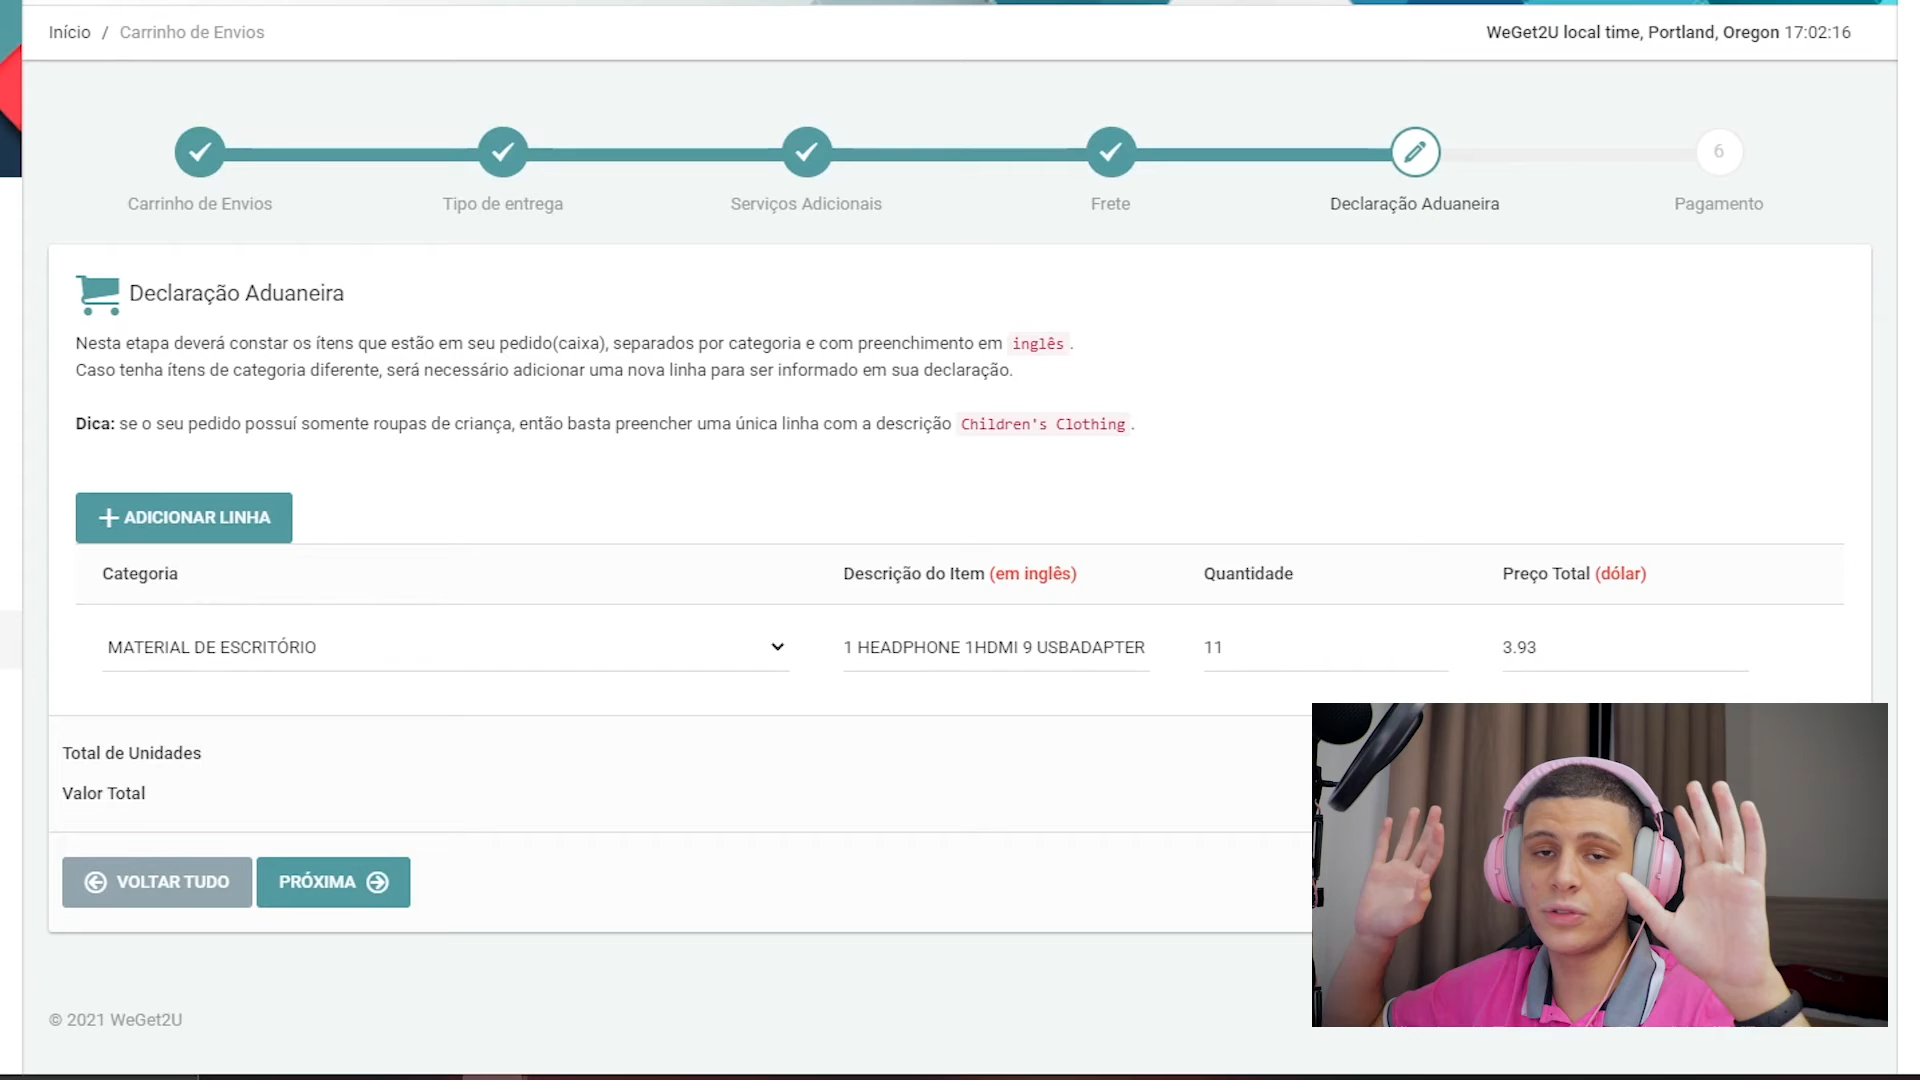 Início / Carrinho de Envios
WeGet2U local time, Portland, Oregon 17:02:16
6
Carrinho de Envios
Tipo de entrega
Serviços Adicionais
Frete
Declaração Aduaneira
Pagamento
Declaração Aduaneira
Nesta etapa deverá constar os ítens que estão em seu pedido(caixa), separados por categoria e com preenchimento em inglês.
Caso tenha ítens de categoria diferente, será necessário adicionar uma nova linha para ser informado em sua declaração.
Dica: se o seu pedido possuí somente roupas de criança, então basta preencher uma única linha com a descrição Children's Clothing.
+ ADICIONAR LINHA
Categoria
Descrição do Item (em inglês)
Quantidade
Preço Total (dólar)
MATERIAL DE ESCRITÓRIO
1 HEADPHONE 1HDMI 9 USBADAPTER
11
3.93
Total de Unidades
Valor Total
VOLTAR TUDO
PRÓXIMA
© 2021 WeGet2U